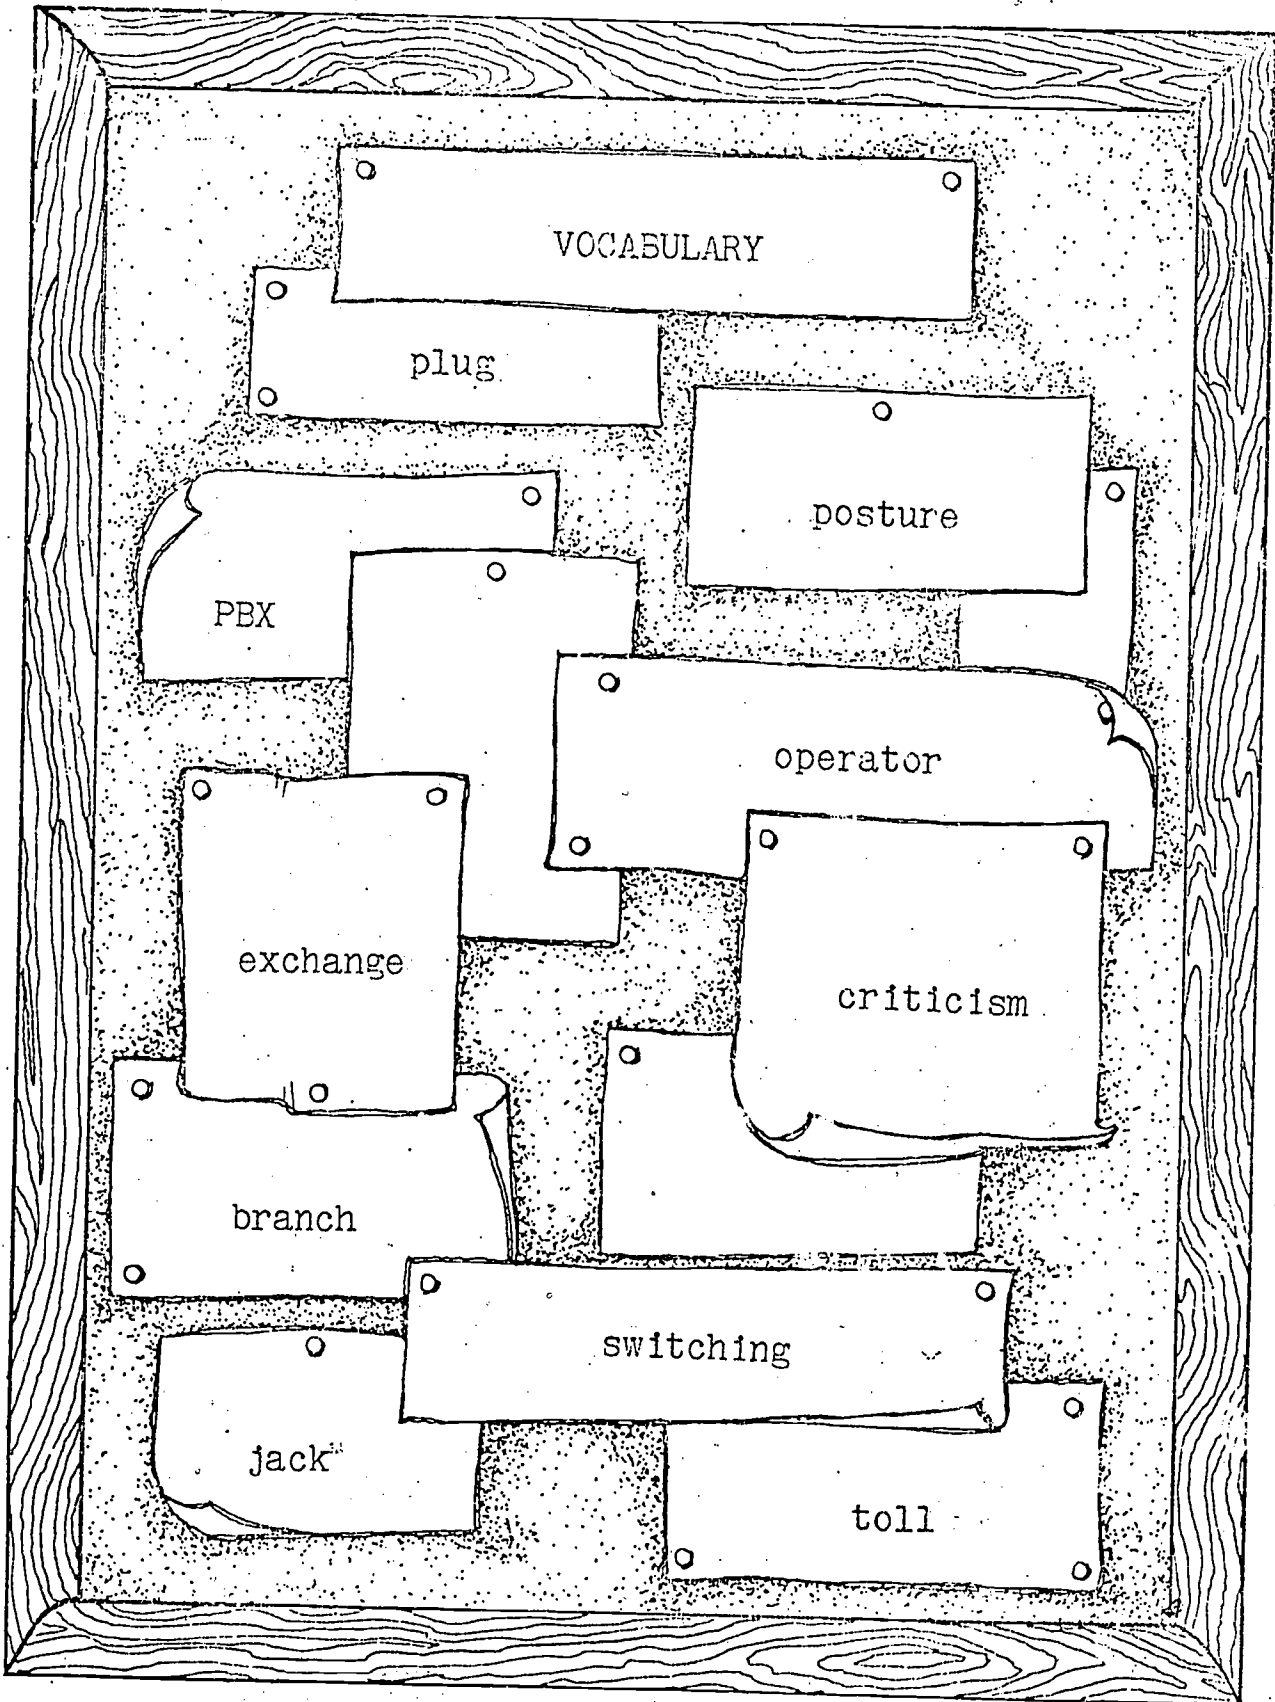 VOCABULARY
plug
posture
PBX
operator
exchange
criticism
branch
switching
jack
toll